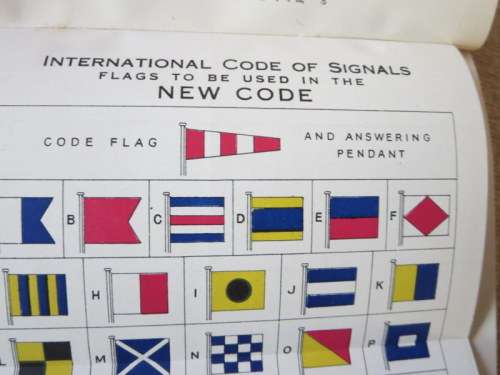 INTERNATIONAL CODE OF SIGNALS
FLAGS TO BE USED IN THE
NEW CODE
CODE FLAG
AND ANSWERING
PENDANT
B
C
D
E
F
H
I
J
K
L
M
N
O
P